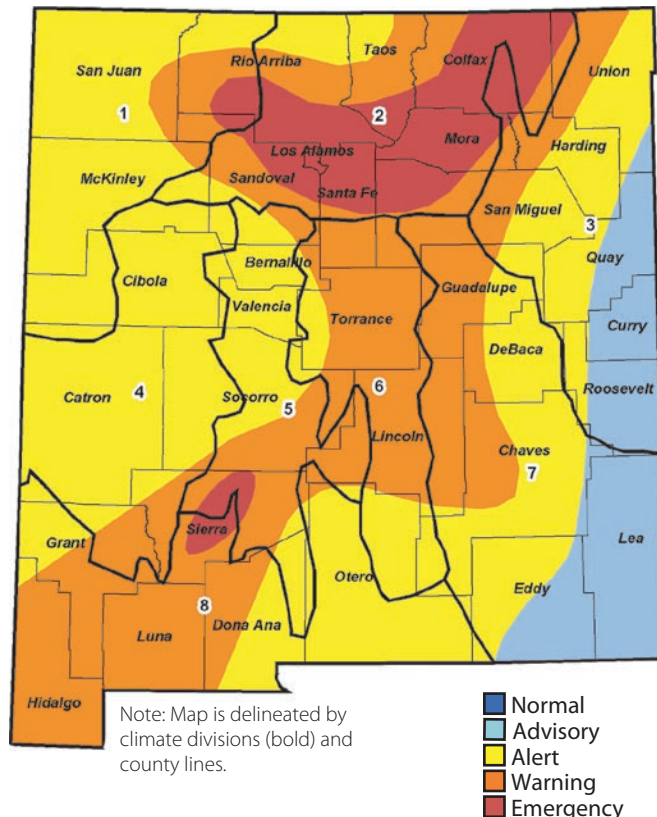 Taos
Colfax
San Juan
Rio Arriba
Union
1
2
Mora
Harding
Los Alamos
McKinley
Sandoval
Santa Fe
San Miguel
3
Bernalillo
Quay
Cibola
Guadalupe
Valencia
Torrance
Curry
DeBaca
Roosevelt
Catron
4
Socorro
5
6
Lincoln
Chaves
7
Sierra
Grant
Lea
Otero
Eddy
8
Luna
Dona Ana
Hidalgo
Note: Map is delineated by
climate divisions (bold) and
county lines.
Normal
Advisory
Alert
Warning
Emergency